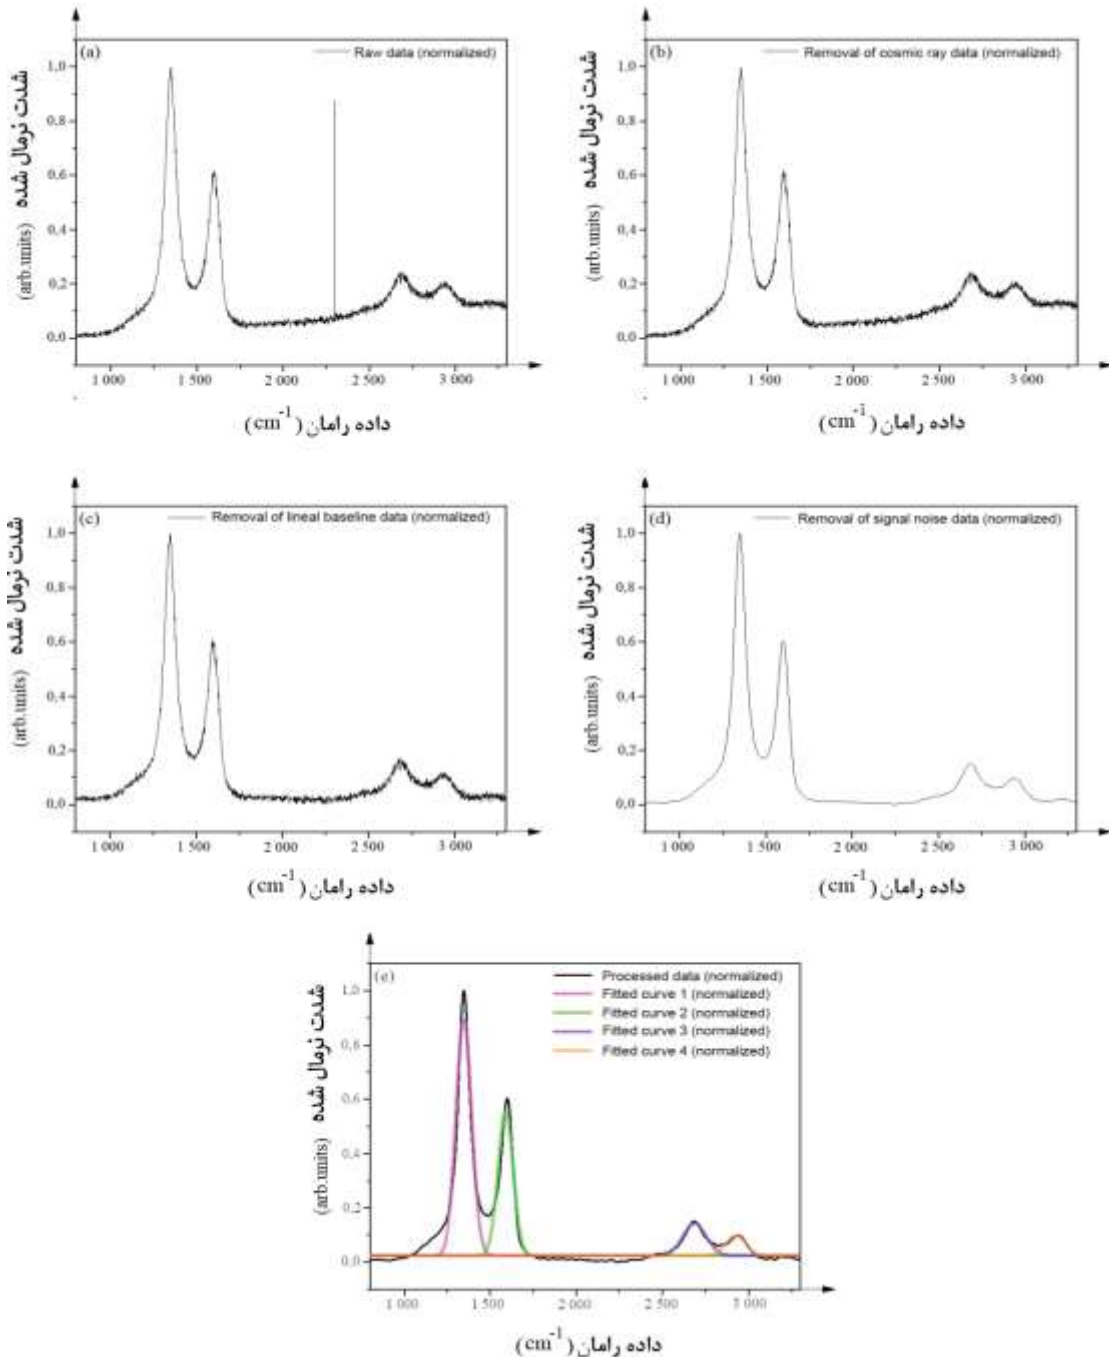 (a)
Raw data (normalized)
شدت نرمال شده
(arb.units)
1,0
0,8
0,6
0,4
0,2
0,0
1 000 1 500 2 000 2 500 3 000
داده رامان (cm-1)
(b)
Removal of cosmic ray data (normalized)
شدت نرمال شده
(arb.units)
1,0
0,8
0,6
0,4
0,2
0,0
1 000 1 500 2 000 2 500 3 000
داده رامان (cm-1)
(c)
Removal of lineal baseline data (normalized)
شدت نرمال شده
(arb.units)
1,0
0,8
0,6
0,4
0,2
0,0
1 000 1 500 2 000 2 500 3 000
داده رامان (cm-1)
(d)
Removal of signal noise data (normalized)
شدت نرمال شده
(arb.units)
1,0
0,8
0,6
0,4
0,2
0,0
1 000 1 500 2 000 2 500 3 000
داده رامان (cm-1)
(e)
Processed data (normalized)
Fitted curve 1 (normalized)
Fitted curve 2 (normalized)
Fitted curve 3 (normalized)
Fitted curve 4 (normalized)
شدت نرمال شده
(arb.units)
1,0
0,8
0,6
0,4
0,2
0,0
1 000 1 500 2 000 2 500 3 000
داده رامان (cm-1)